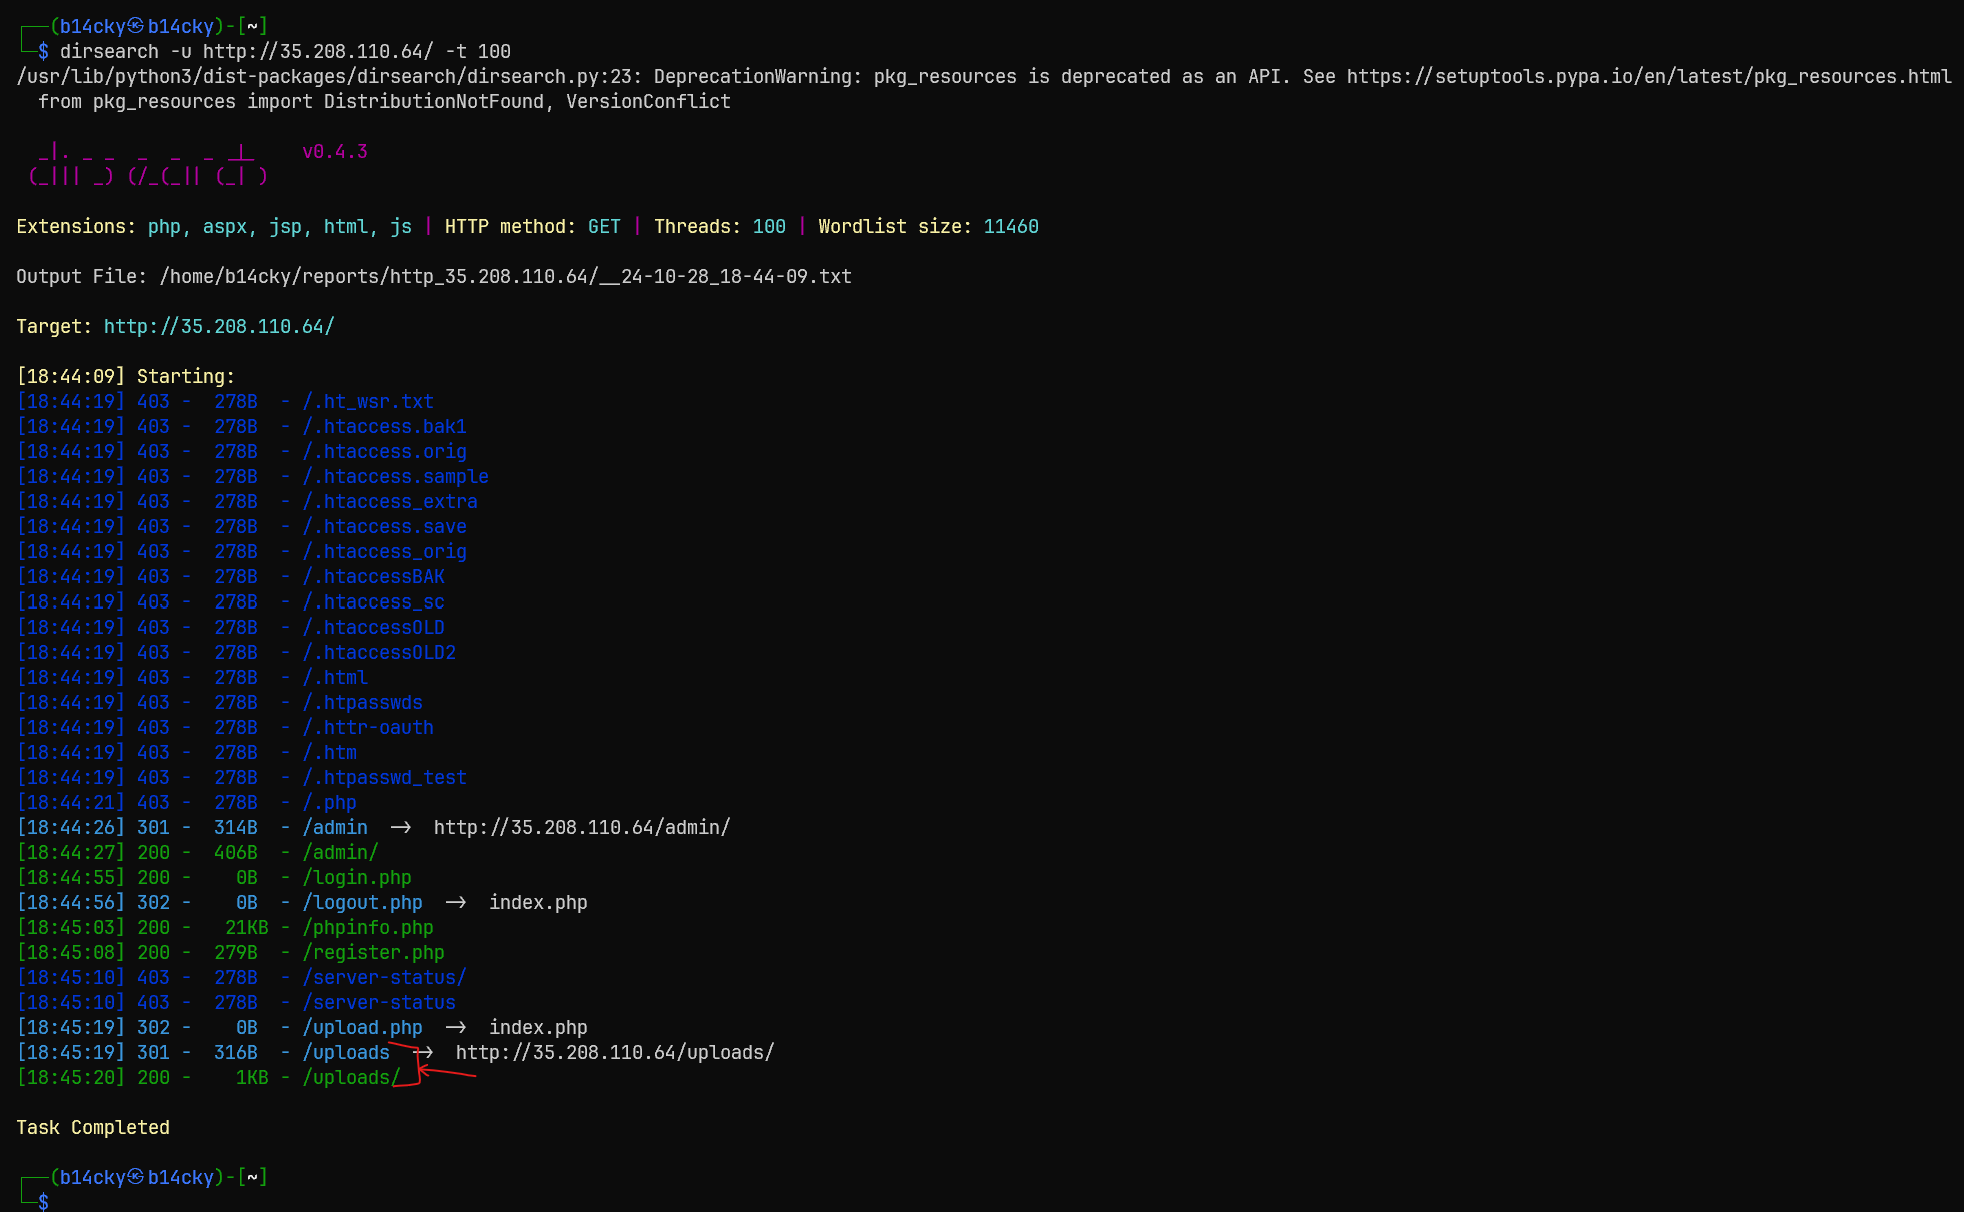 ┌──(b14cky㉿b14cky)-[~]
└─$ dirsearch -u http://35.208.110.64/ -t 100
/usr/lib/python3/dist-packages/dirsearch/dirsearch.py:23: DeprecationWarning: pkg_resources is deprecated as an API. See https://setuptools.pypa.io/en/latest/pkg_resources.html
  from pkg_resources import DistributionNotFound, VersionConflict
  _|. _ _  _  _  _ _|_    v0.4.3
 (_||| _) (/_(_|| (_| )
Extensions: php, aspx, jsp, html, js | HTTP method: GET | Threads: 100 | Wordlist size: 11460
Output File: /home/b14cky/reports/http_35.208.110.64/__24-10-28_18-44-09.txt
Target: http://35.208.110.64/
[18:44:09] Starting:
[18:44:19] 403 -  278B  - /.ht_wsr.txt
[18:44:19] 403 -  278B  - /.htaccess.bak1
[18:44:19] 403 -  278B  - /.htaccess.orig
[18:44:19] 403 -  278B  - /.htaccess.sample
[18:44:19] 403 -  278B  - /.htaccess_extra
[18:44:19] 403 -  278B  - /.htaccess.save
[18:44:19] 403 -  278B  - /.htaccess_orig
[18:44:19] 403 -  278B  - /.htaccessBAK
[18:44:19] 403 -  278B  - /.htaccess_sc
[18:44:19] 403 -  278B  - /.htaccessOLD
[18:44:19] 403 -  278B  - /.htaccessOLD2
[18:44:19] 403 -  278B  - /.html
[18:44:19] 403 -  278B  - /.htpasswds
[18:44:19] 403 -  278B  - /.httr-oauth
[18:44:19] 403 -  278B  - /.htm
[18:44:19] 403 -  278B  - /.htpasswd_test
[18:44:21] 403 -  278B  - /.php
[18:44:26] 301 -  314B  - /admin  ->  http://35.208.110.64/admin/
[18:44:27] 200 -  406B  - /admin/
[18:44:55] 200 -    0B  - /login.php
[18:44:56] 302 -    0B  - /logout.php  ->  index.php
[18:45:03] 200 -   21KB - /phpinfo.php
[18:45:08] 200 -  279B  - /register.php
[18:45:10] 403 -  278B  - /server-status/
[18:45:10] 403 -  278B  - /server-status
[18:45:19] 302 -    0B  - /upload.php  ->  index.php
[18:45:19] 301 -  316B  - /uploads  ->  http://35.208.110.64/uploads/
[18:45:20] 200 -    1KB - /uploads/
Task Completed
┌──(b14cky㉿b14cky)-[~]
└─$